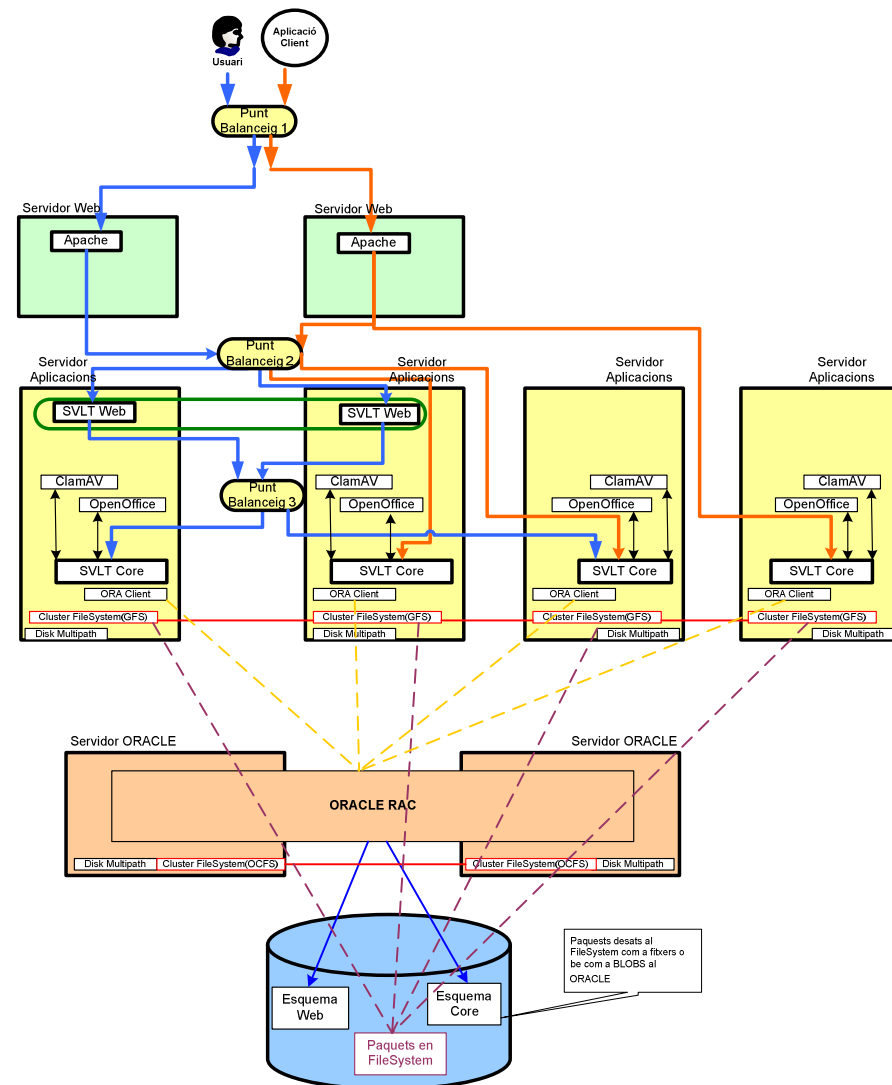 Usuari
Aplicació
Client
Punt
Balanceig 1
Servidor Web
Servidor Web
Apache
Apache
Punt
Balanceig 2
Servidor
Aplicacions
Servidor
Aplicacions
Servidor
Aplicacions
Servidor
Aplicacions
SVLT Web
SVLT Web
ClamAV
OpenOffice
Punt
Balanceig 3
ClamAV
OpenOffice
ClamAV
OpenOffice
ClamAV
OpenOffice
SVLT Core
SVLT Core
SVLT Core
SVLT Core
ORA Client
ORA Client
ORA Client
ORA Client
Cluster FileSystem(GFS)
Cluster FileSystem(GFS)
Cluster FileSystem(GFS)
Cluster FileSystem(GFS)
Disk Multipath
Disk Multipath
Disk Multipath
Disk Multipath
Servidor ORACLE
Servidor ORACLE
ORACLE RAC
Disk Multipath
Cluster FileSystem(OCFS)
Cluster FileSystem(OCFS)
Disk Multipath
Paquests desats al
FileSystem com a fitxers o
be com a BLOBS al
ORACLE
Esquema
Web
Esquema
Core
Paquets en
FileSystem